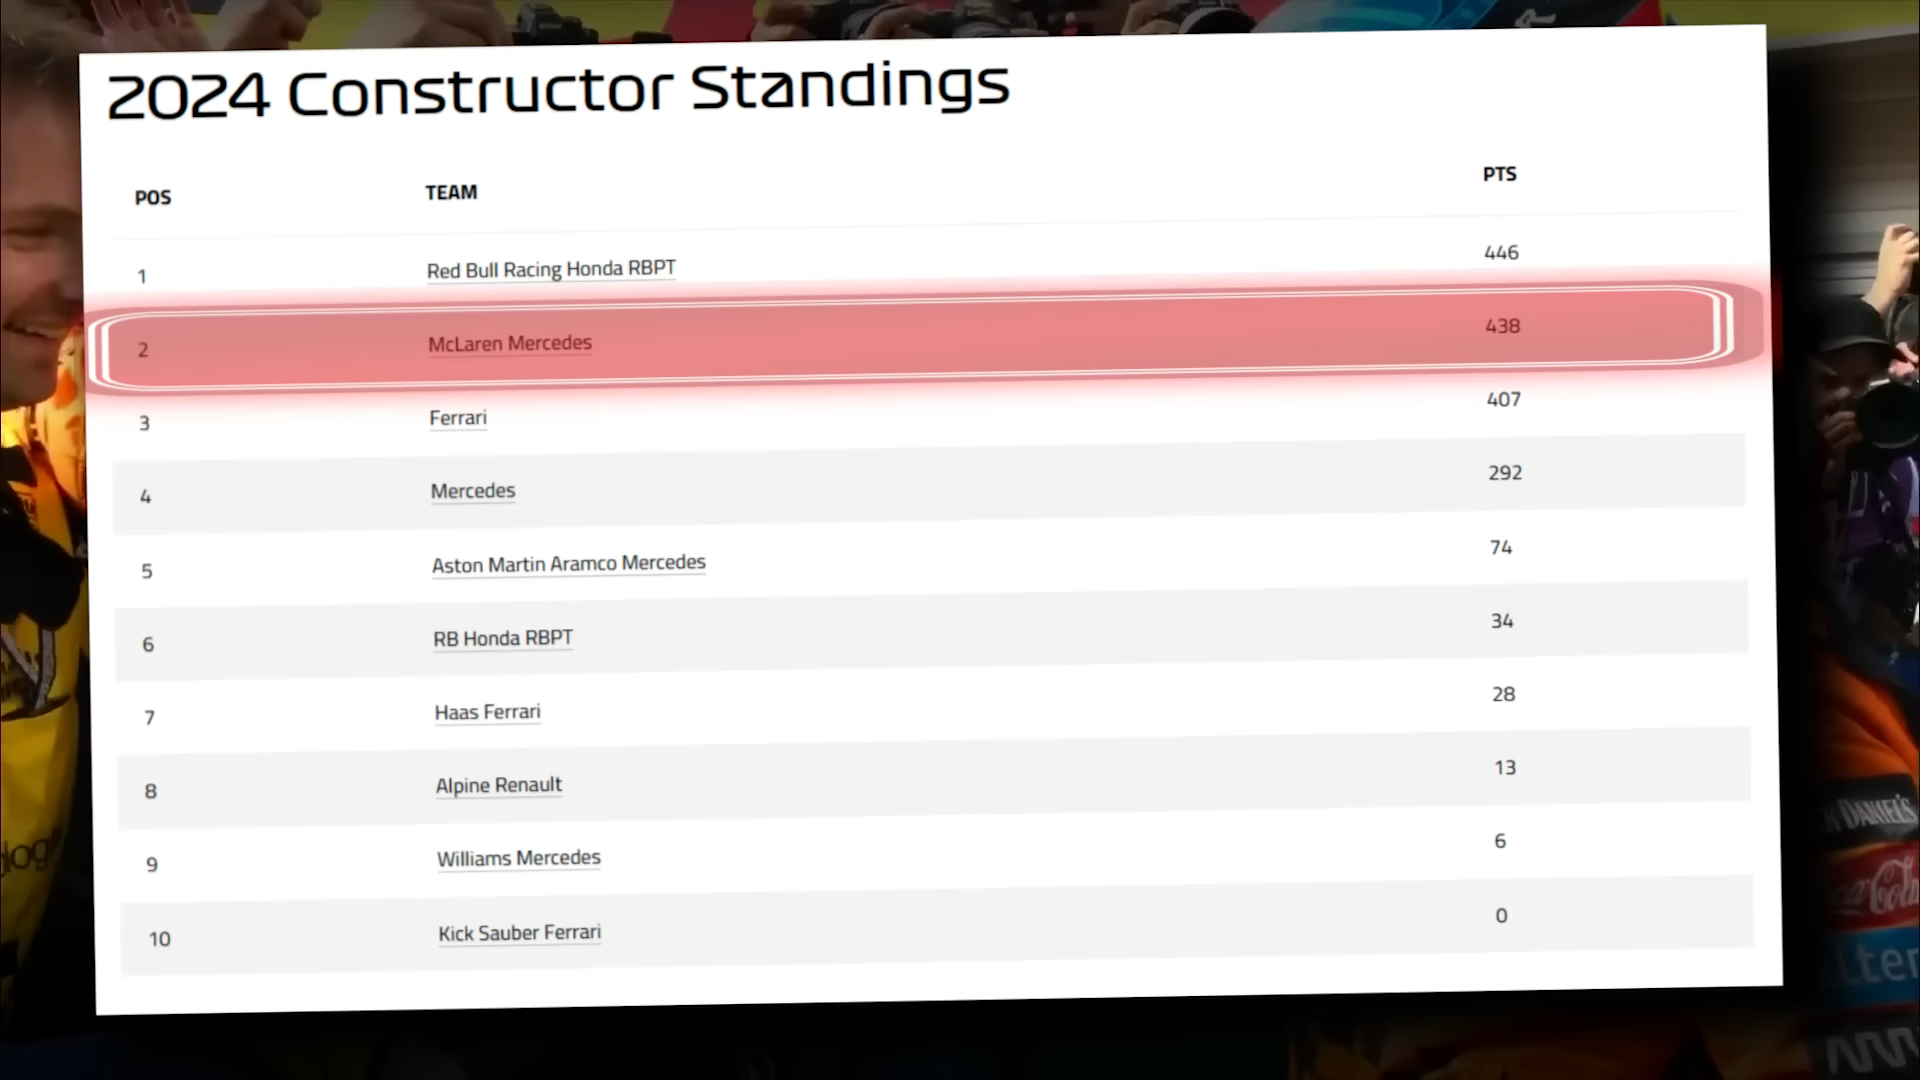 2024 Constructor Standings
POS TEAM PTS
1 Red Bull Racing Honda RBPT 446
2 McLaren Mercedes 438
3 Ferrari 407
4 Mercedes 292
5 Aston Martin Aramco Mercedes 74
6 RB Honda RBPT 34
7 Haas Ferrari 28
8 Alpine Renault 13
9 Williams Mercedes 6
10 Kick Sauber Ferrari 0
DANIEL'S